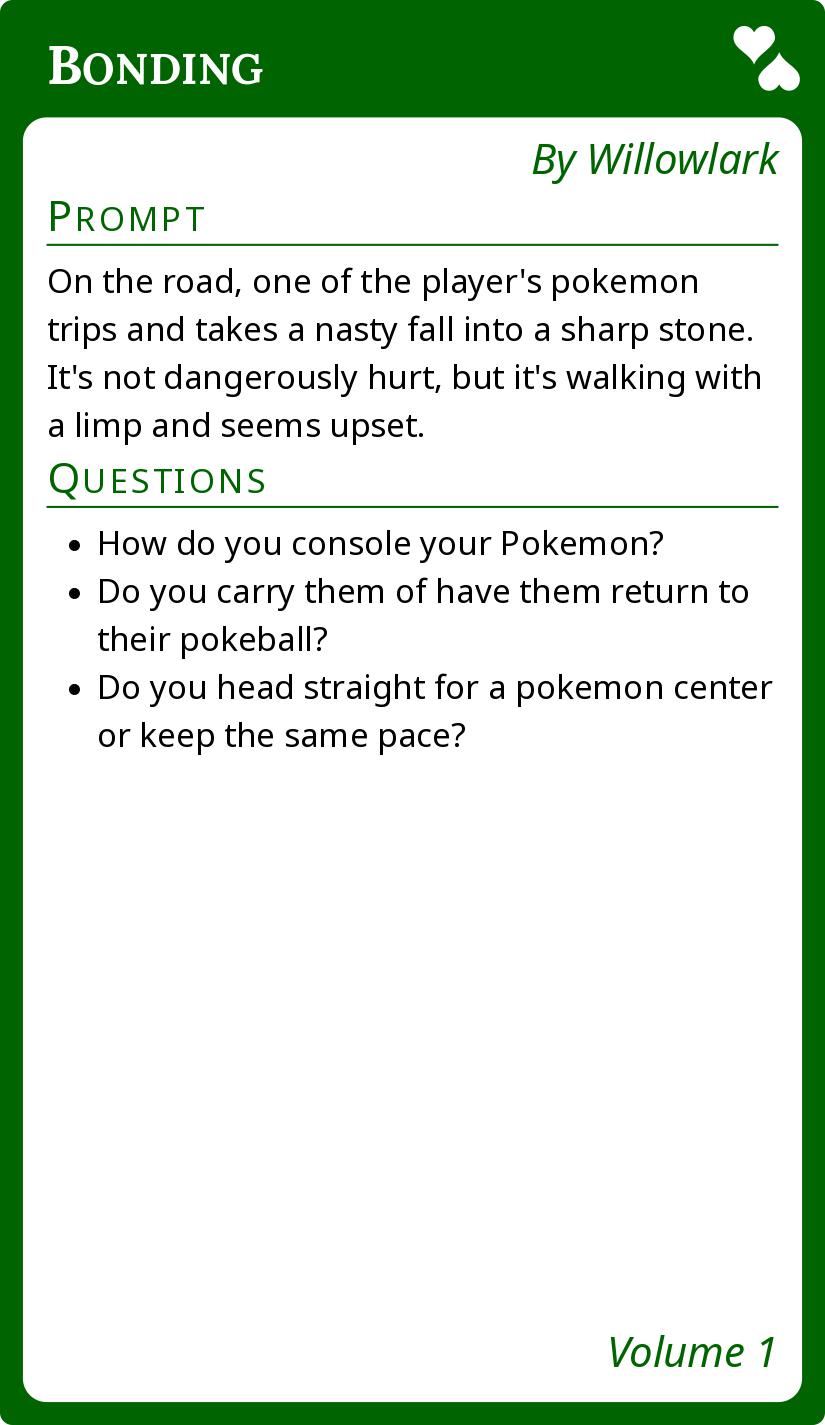 BONDING
By Willowlark
PROMPT
On the road, one of the player's pokemon
trips and takes a nasty fall into a sharp stone.
It's not dangerously hurt, but it's walking with
a limp and seems upset.
QUESTIONS
• How do you console your Pokemon?
• Do you carry them of have them return to
their pokeball?
• Do you head straight for a pokemon center
or keep the same pace?
Volume 1